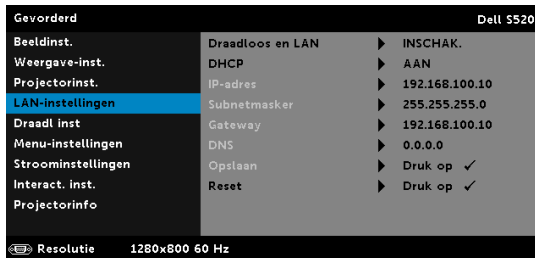 Gevorderd Dell S520
Beeldinst.
Weergave-inst.
Projectorinst.
LAN-instellingen
Draadl inst
Menu-instellingen
Stroominstellingen
Interact. inst.
Projectorinfo
Draadloos en LAN INSCHAK.
DHCP AAN
IP-adres 192.168.100.10
Subnetmasker 255.255.255.0
Gateway 192.168.100.10
DNS 0.0.0.0
Opslaan Druk op ✓
Reset Druk op ✓
Resolutie 1280x800 60 Hz